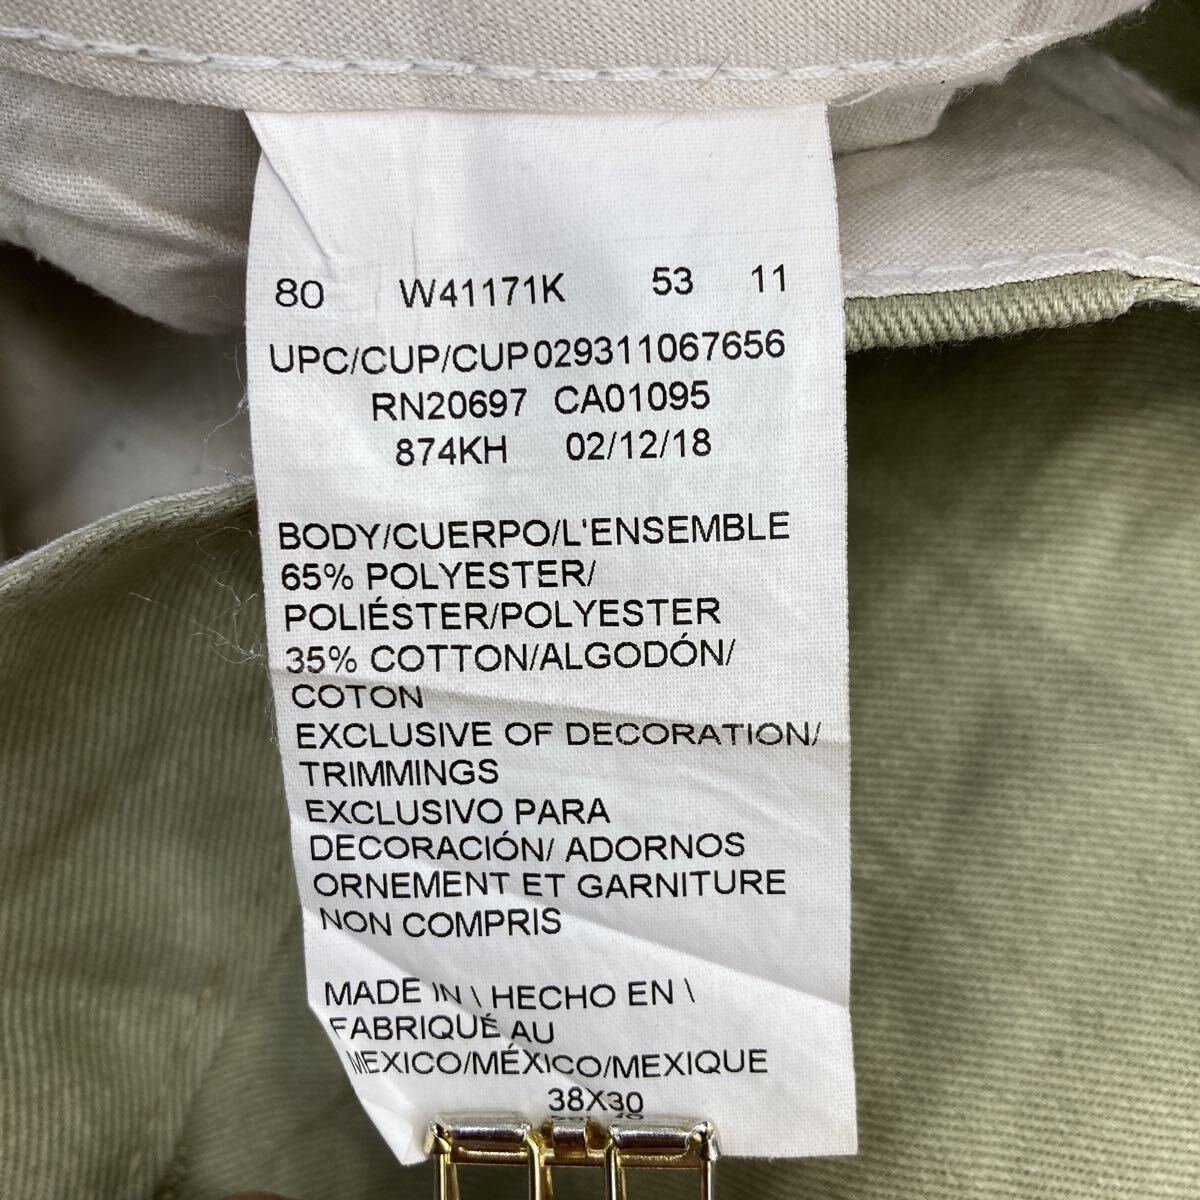 80 W41171K 53 11
UPC/CUP/CUP029311067656
RN20697 CA01095
874KH 02/12/18
BODY/CUERPO/L'ENSEMBLE
65% POLYESTER/
POLIÉSTER/POLYESTER
35% COTTON/ALGODÓN/
COTON
EXCLUSIVE OF DECORATION/
TRIMMINGS
EXCLUSIVO PARA
DECORACIÓN/ ADORNOS
ORNEMENT ET GARNITURE
NON COMPRIS
MADE IN \ HECHO EN \
FABRIQUÉ AU
MEXICO/MÉXICO/MEXIQUE
38X30